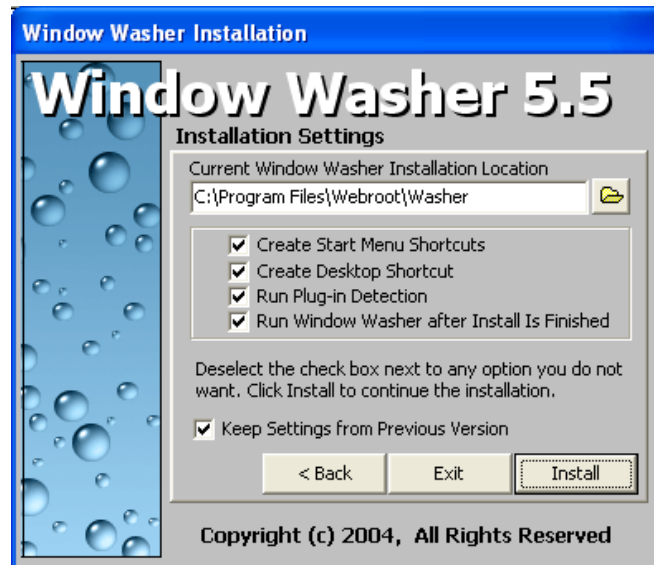 Window Washer Installation
Window Washer 5.5
Installation Settings
Current Window Washer Installation Location
C:\Program Files\Webroot\Washer
Create Start Menu Shortcuts
Create Desktop Shortcut
Run Plug-in Detection
Run Window Washer after Install Is Finished
Deselect the check box next to any option you do not
want. Click Install to continue the installation.
Keep Settings from Previous Version
< Back Exit Install
Copyright (c) 2004, All Rights Reserved